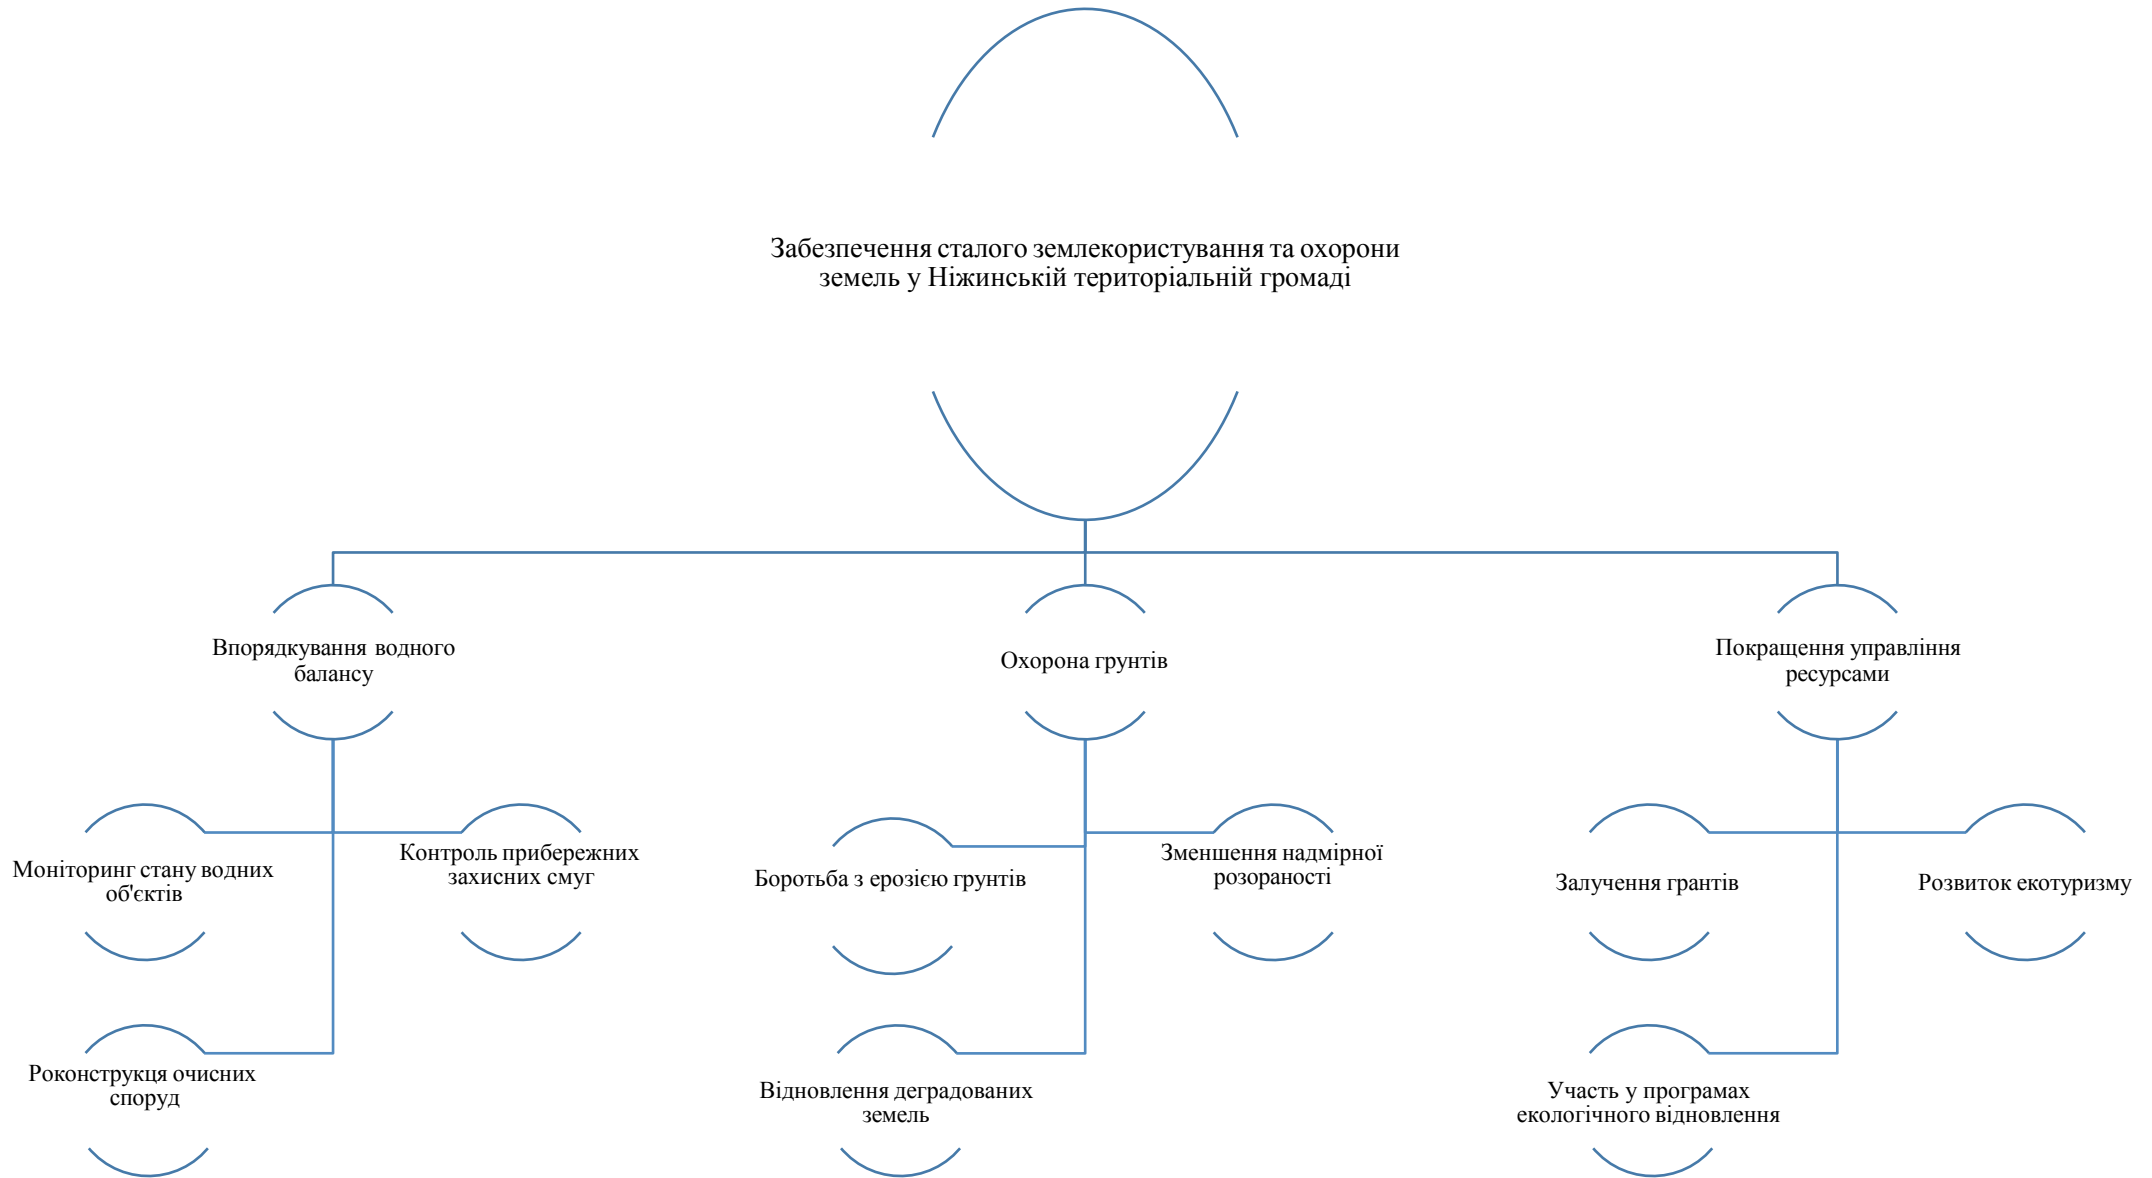 Забезпечення сталого землекористування та охорони
земель у Ніжинській територіальній громаді
Впорядкування водного
балансу
Охорона грунтів
Покращення управління
ресурсами
Моніторинг стану водних
об'єктів
Контроль прибережних
захисних смуг
Роконструкця очисних
споруд
Боротьба з ерозією грунтів
Зменшення надмірної
розораності
Відновлення деградованих
земель
Залучення грантів
Розвиток екотуризму
Участь у програмах
екологічного відновлення